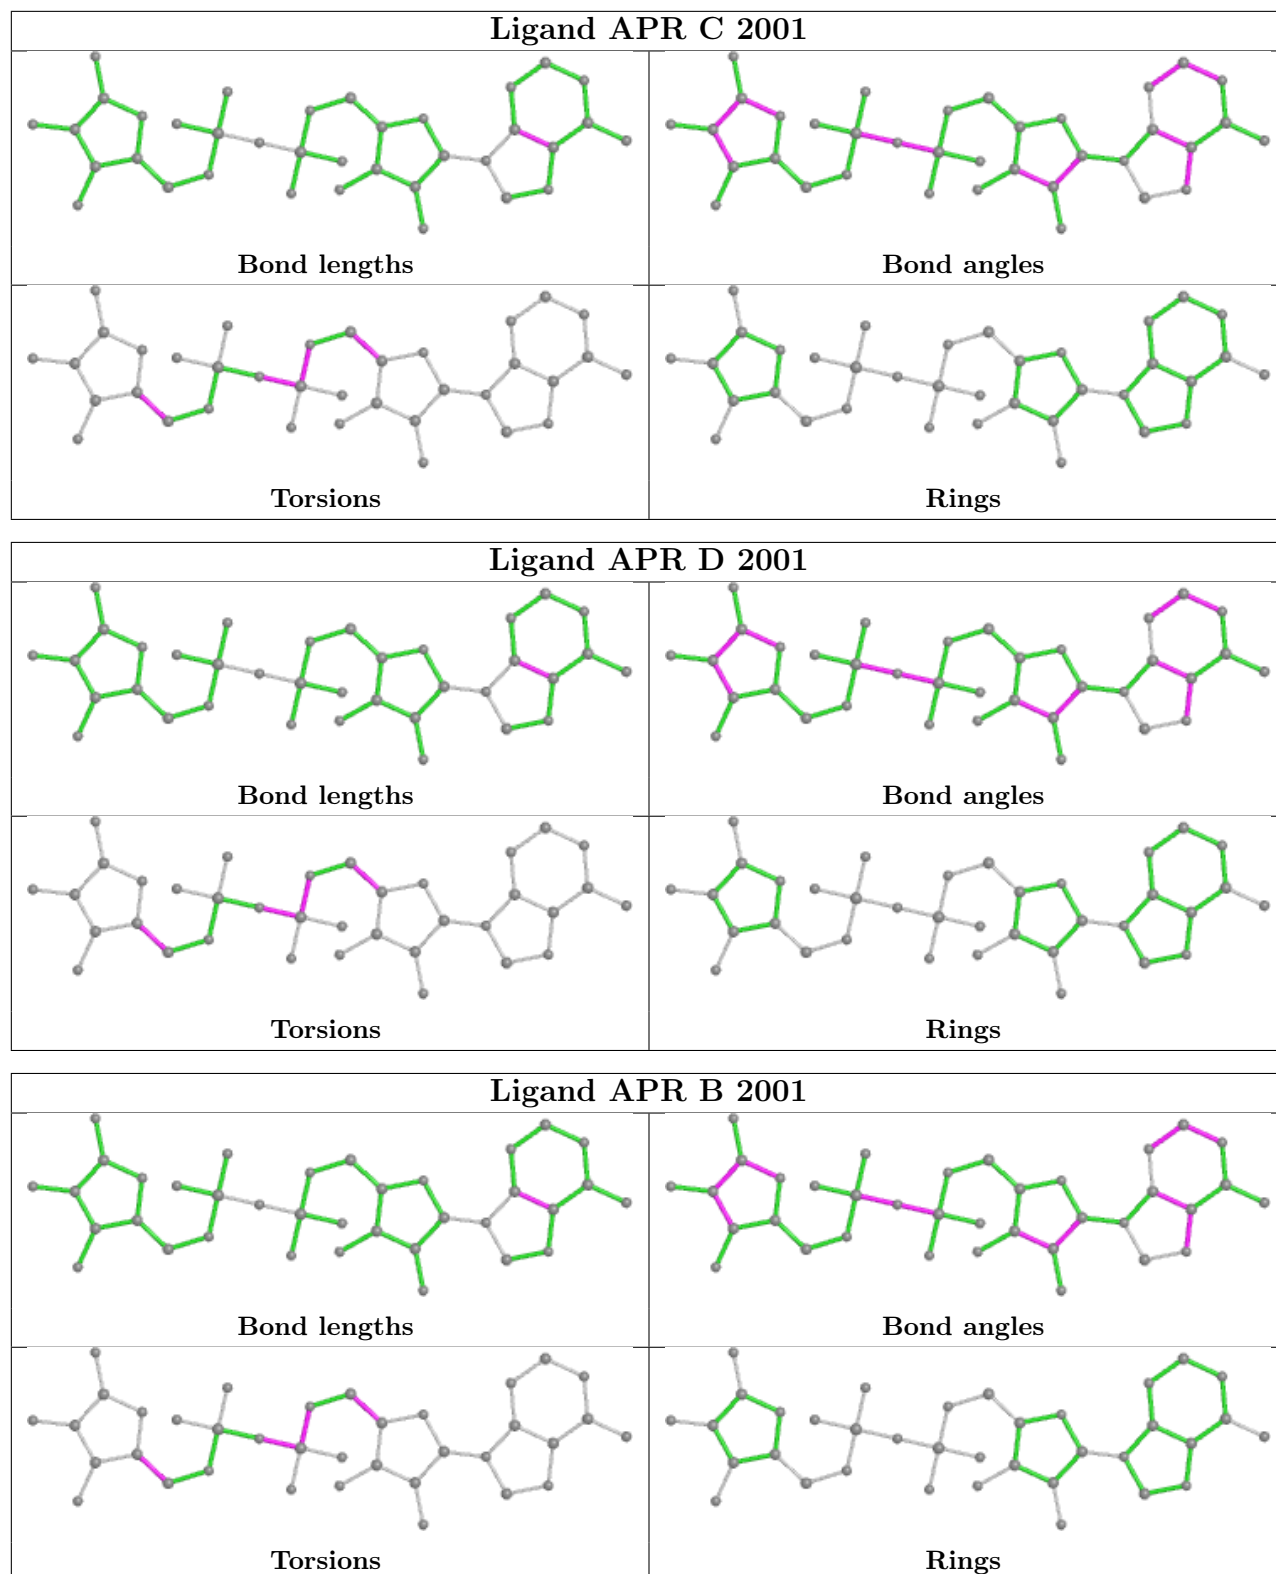 Ligand APR C 2001
Bond lengths
Bond angles
Torsions
Rings
Ligand APR D 2001
Bond lengths
Bond angles
Torsions
Rings
Ligand APR B 2001
Bond lengths
Bond angles
Torsions
Rings